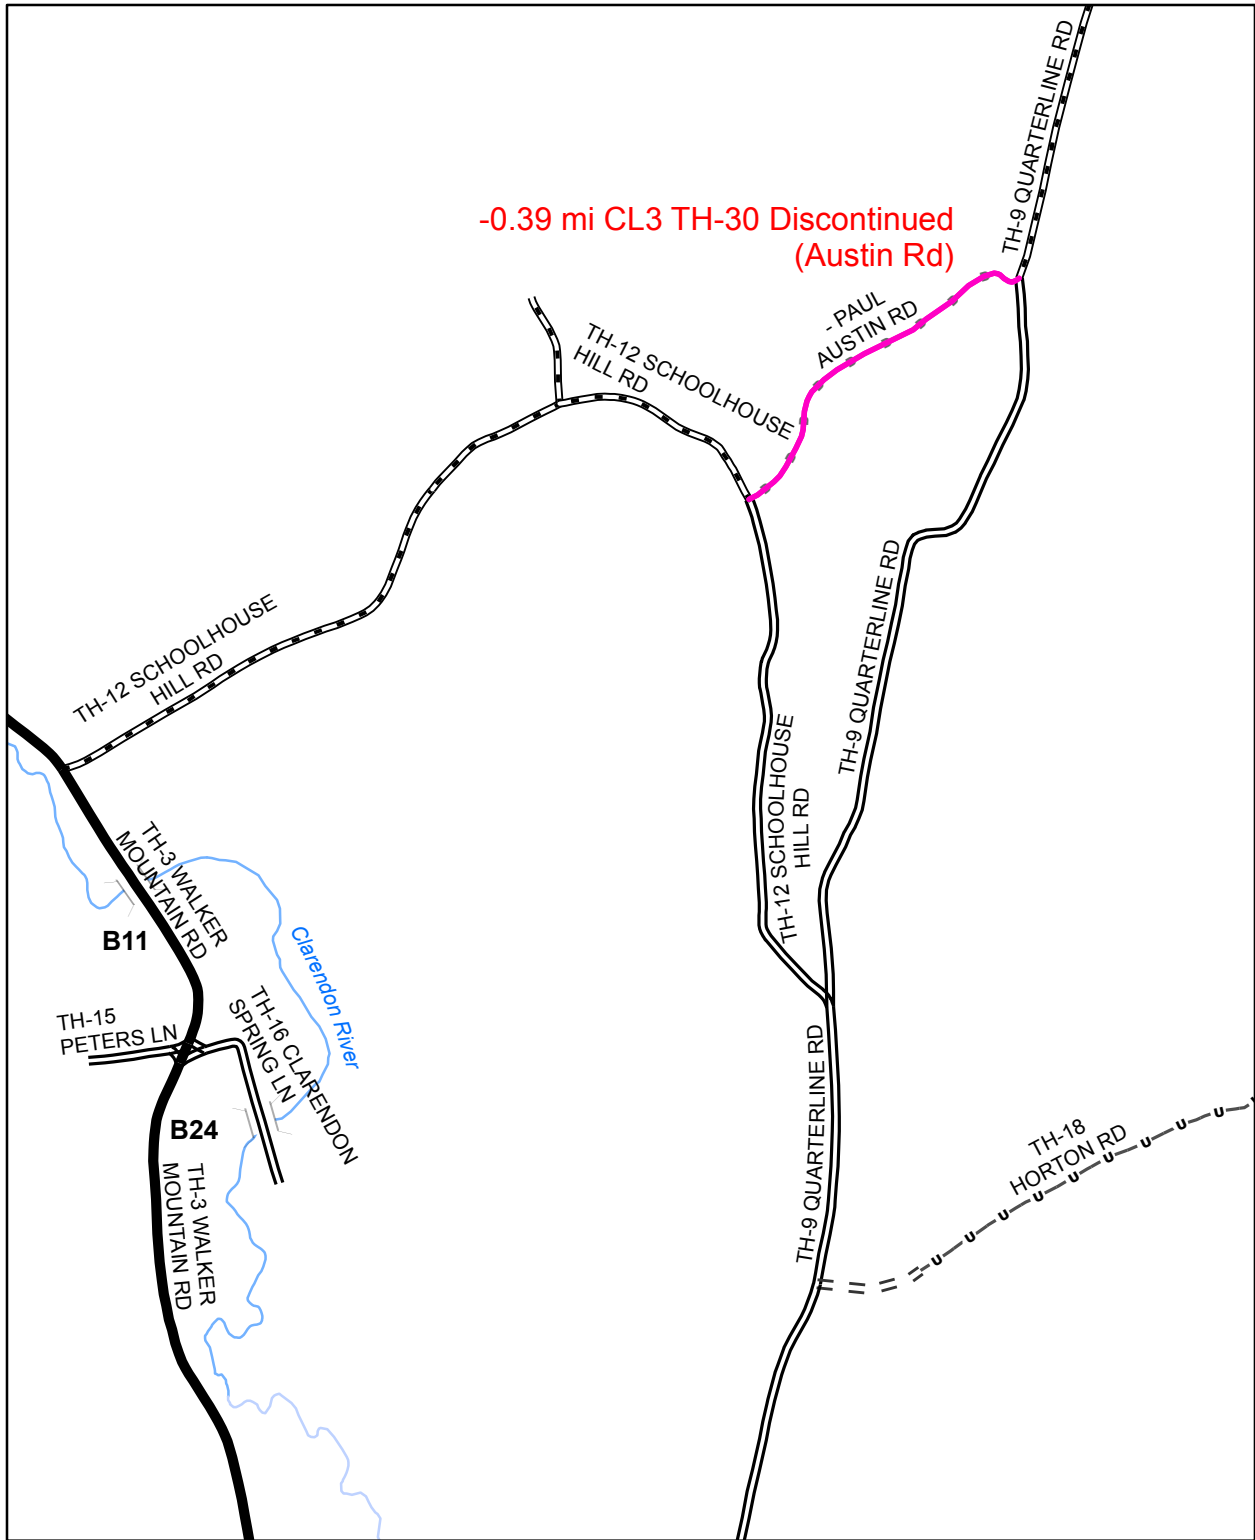 TH-9 QUARTERLINE RD
-0.39 mi CL3 TH-30 Discontinued
(Austin Rd)
- PAUL
AUSTIN RD
TH-12 SCHOOLHOUSE
HILL RD
TH-9 QUARTERLINE RD
TH-12 SCHOOLHOUSE
HILL RD
TH-12 SCHOOLHOUSE
HILL RD
TH-3 WALKER
MOUNTAIN RD
B11
Clarendon River
TH-15
PETERS LN
TH-16 CLARENDON
SPRING LN
B24
TH-3 WALKER
MOUNTAIN RD
TH-9 QUARTERLINE RD
TH-18
HORTON RD
U
U
U
U
U
U
U
U
U